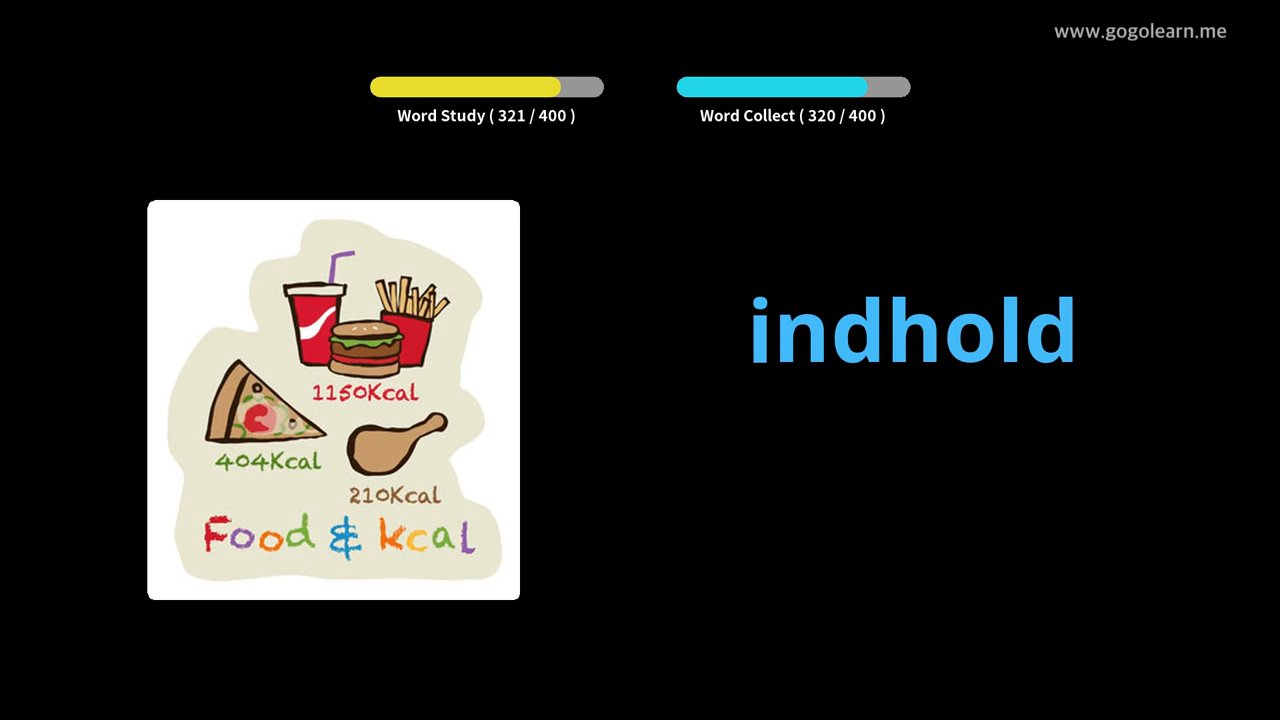 www.gogolearn.me
Word Study ( 321 / 400 )
Word Collect ( 320 / 400 )
indhold
1150Kcal
404Kcal
210Kcal
Food & kcal